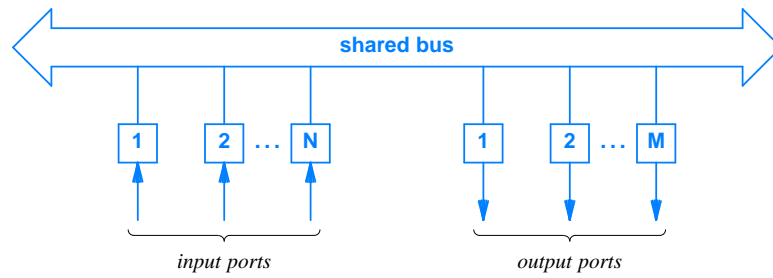 shared bus
1 2 ... N 1 2 ... M
input ports output ports